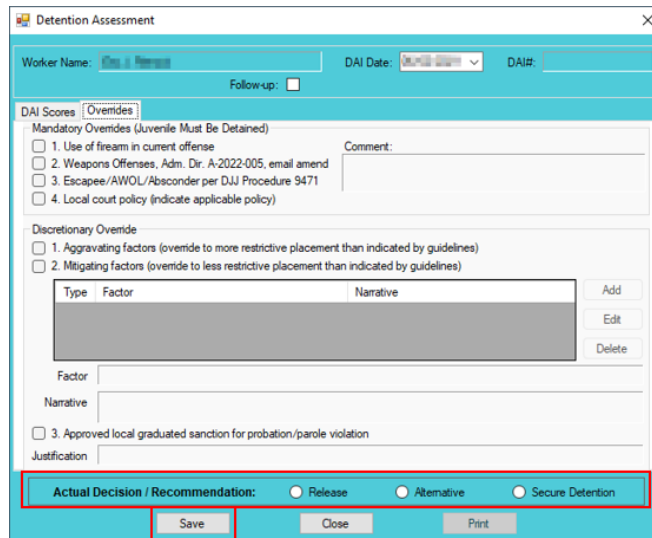 Detention Assessment
Worker Name: DAI Date: DAI#:
Follow-up:
DAI Scores Overrides
Mandatory Overrides (Juvenile Must Be Detained)
1. Use of firearm in current offense Comment:
2. Weapons Offenses, Adm. Dir. A-2022-005, email amend
3. Escapee/AWOL/Absconder per DJJ Procedure 9471
4. Local court policy (indicate applicable policy)
Discretionary Override
1. Aggravating factors (override to more restrictive placement than indicated by guidelines)
2. Mitigating factors (override to less restrictive placement than indicated by guidelines)
Type Factor Narrative Add
Edit
Delete
Factor
Narrative
3. Approved local graduated sanction for probation/parole violation
Justification
Actual Decision / Recommendation: Release Alternative Secure Detention
Save Close Print